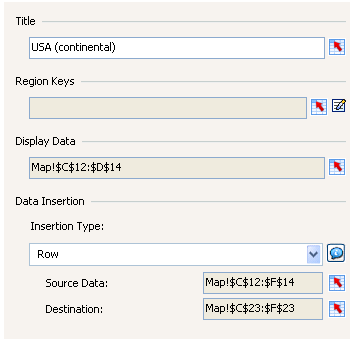 Title
USA (continental)
Region Keys
Display Data
Map!$C$12:$D$14
Data Insertion
Insertion Type:
Row
Source Data: Map!$C$12:$F$14
Destination: Map!$C$23:$F$23